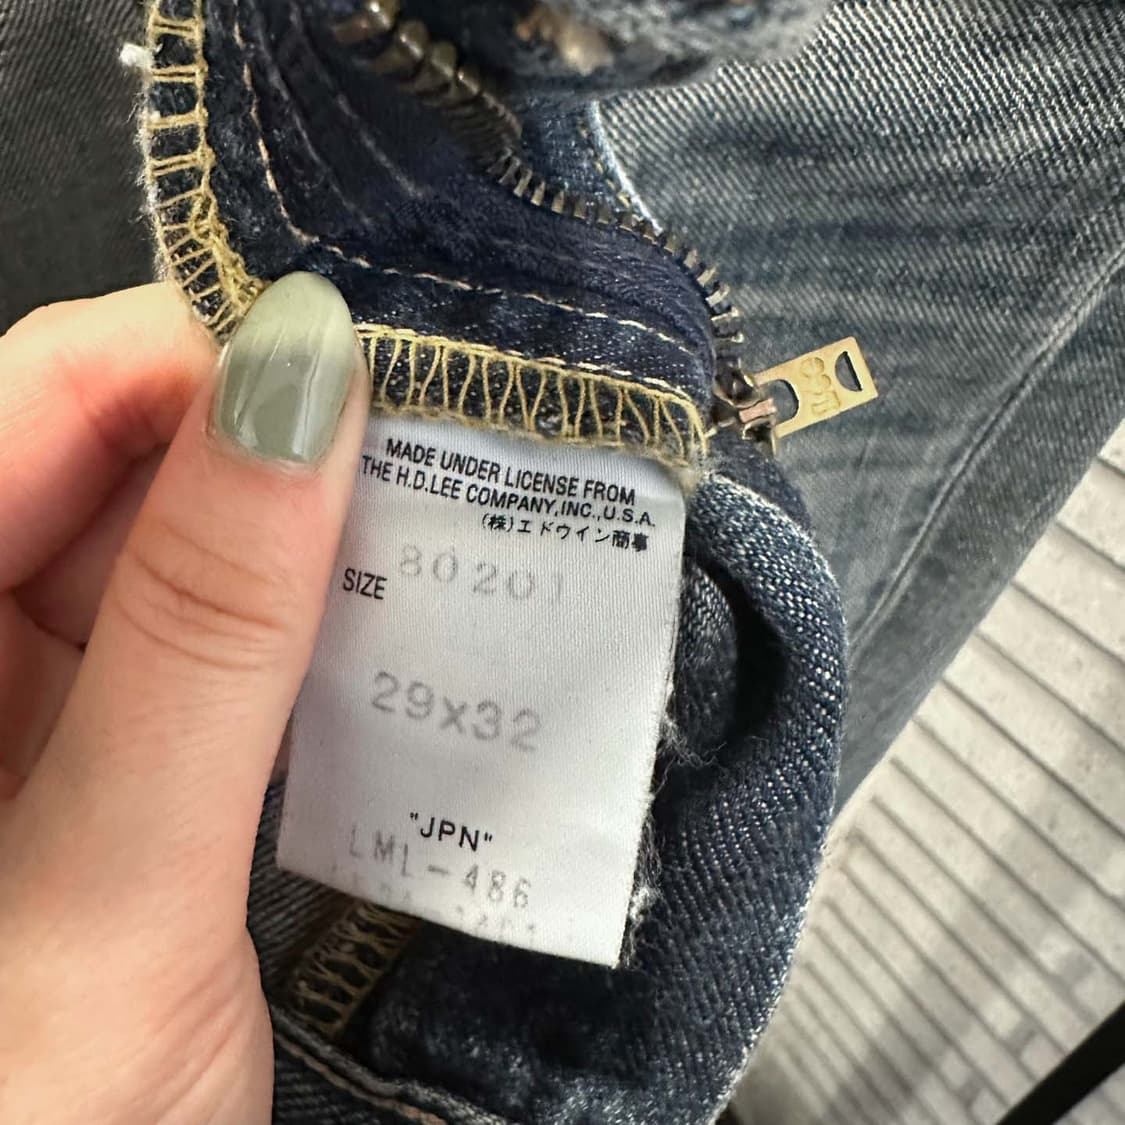 MADE UNDER LICENSE FROM
THE H.D.LEE COMPANY,INC.,U.S.A.
(株)エドウイン商事
80201
SIZE
29x32
"JPN"
LML-486